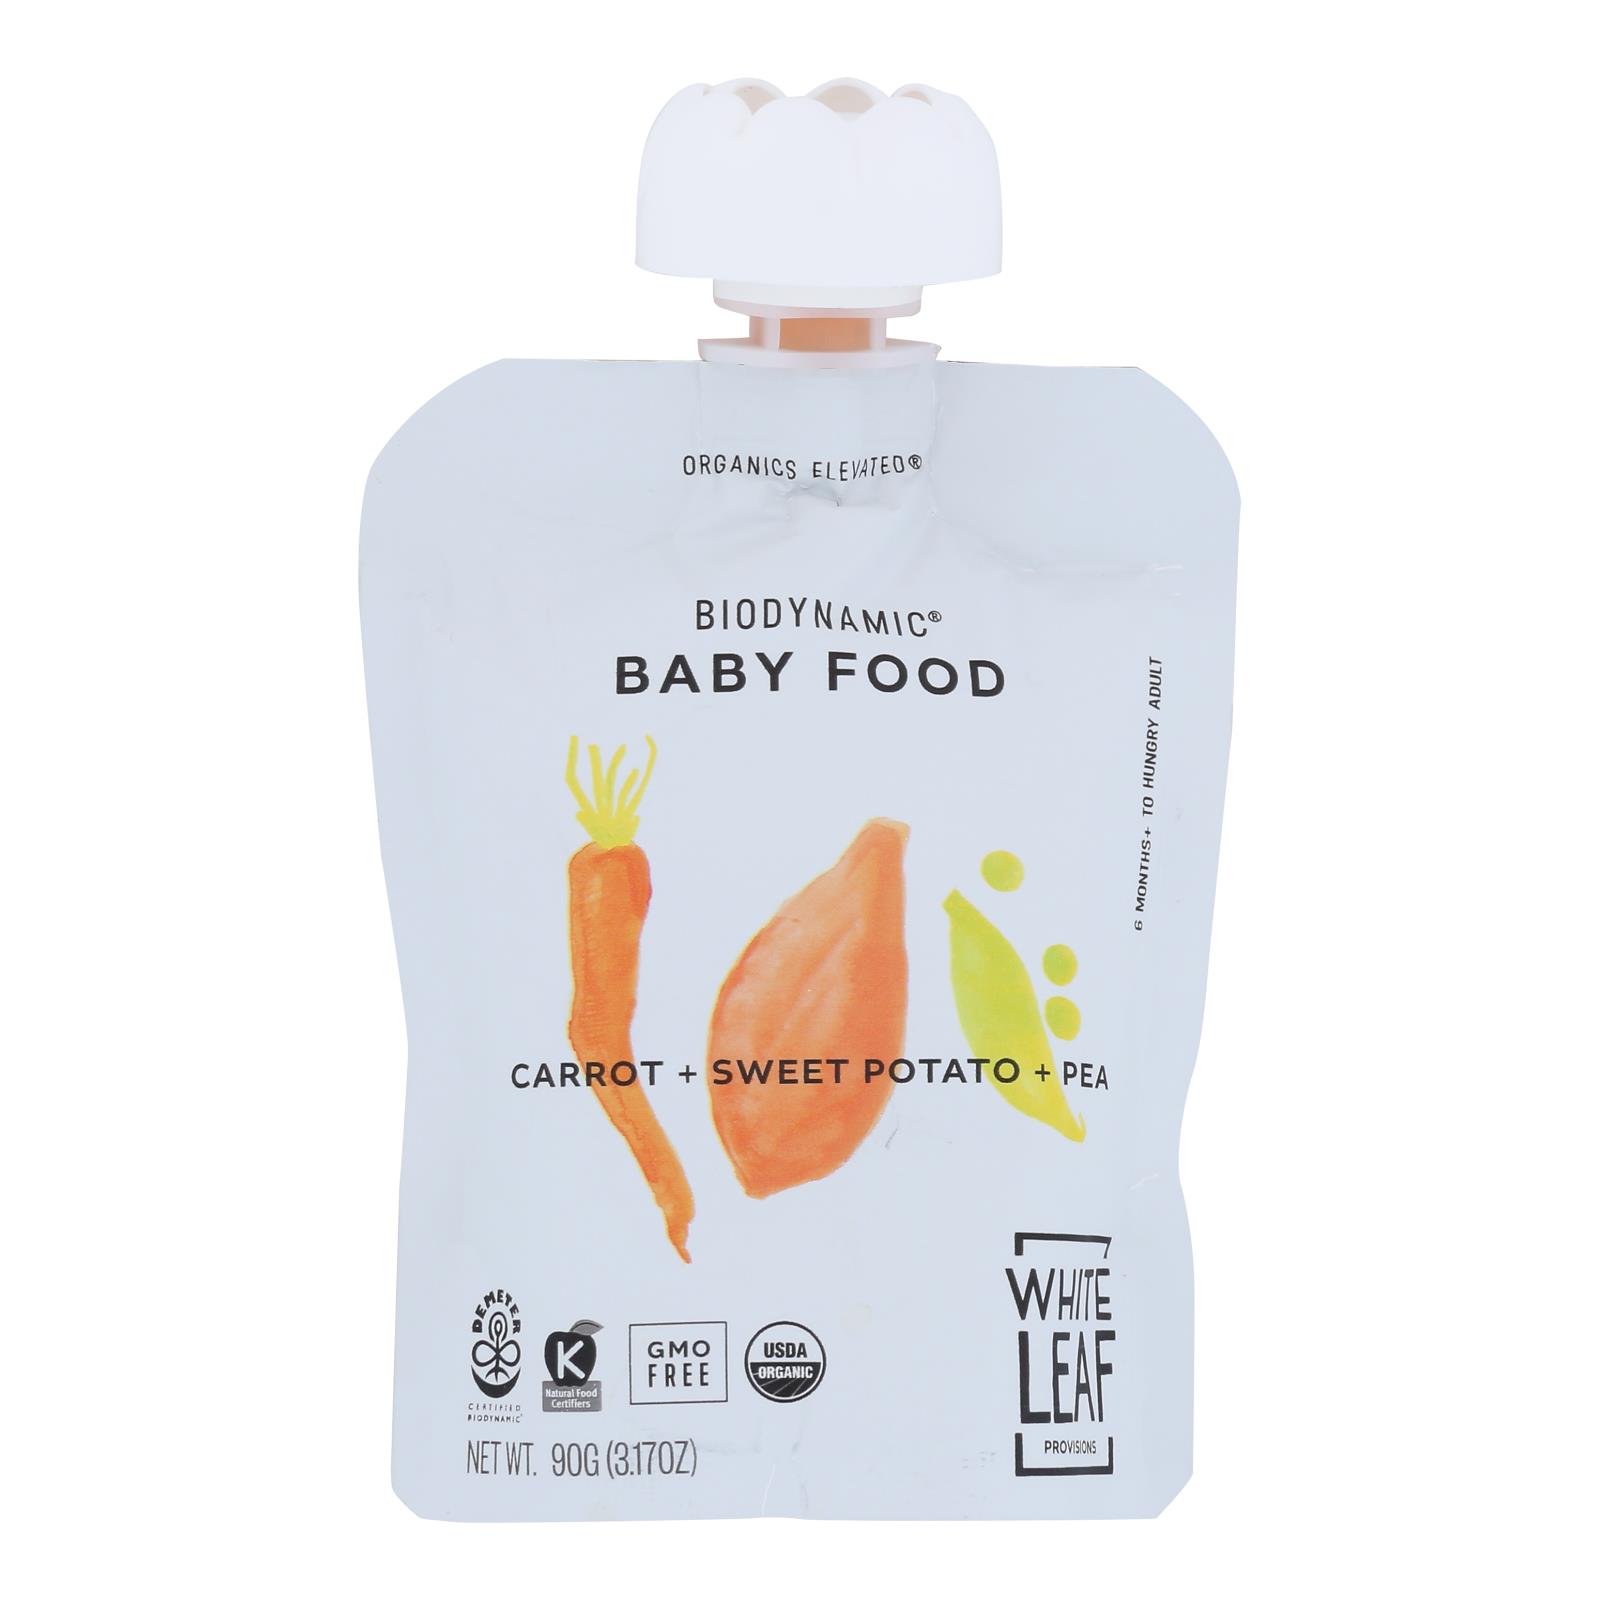 ORGANICS ELEVATED®
BIODYNAMIC®
BABY FOOD
6 MONTHS+ TO HUNGRY ADULT
CARROT + SWEET POTATO + PEA
DEMETER
CERTIFIED
BIODYNAMIC®
K
Natural Food
Certifiers
GMO
FREE
USDA
ORGANIC
NET WT. 90G (3.17OZ)
WHITE
LEAF
PROVISIONS